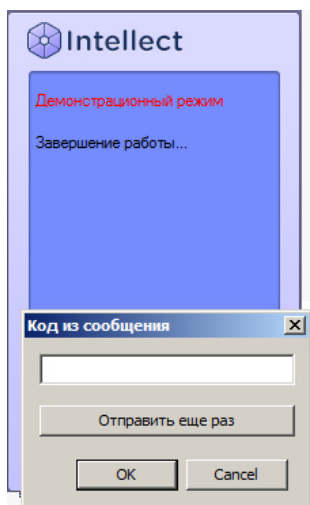 Intellect
Демонстрационный режим
Завершение работы...
Код из сообщения
Отправить еще раз
OK
Cancel